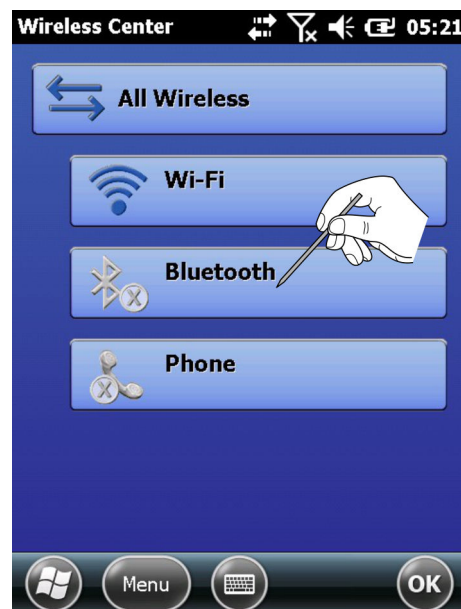 Wireless Center 05:21
All Wireless
Wi-Fi
Bluetooth
X
Phone
X
Menu OK